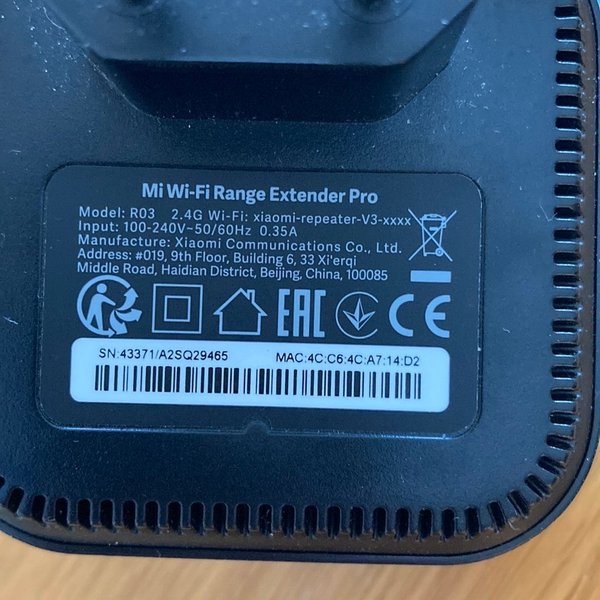 Mi Wi-Fi Range Extender Pro
Model: R03 2.4G Wi-Fi: xiaomi-repeater-V3-xxxx
Input: 100-240V~50/60Hz 0.35A
Manufacture: Xiaomi Communications Co., Ltd.
Address: #019, 9th Floor, Building 6, 33 Xi'erqi
Middle Road, Haidian District, Beijing, China, 100085
EAC CE
SN:43371/A2SQ29465 MAC:4C:C6:4C:A7:14:D2